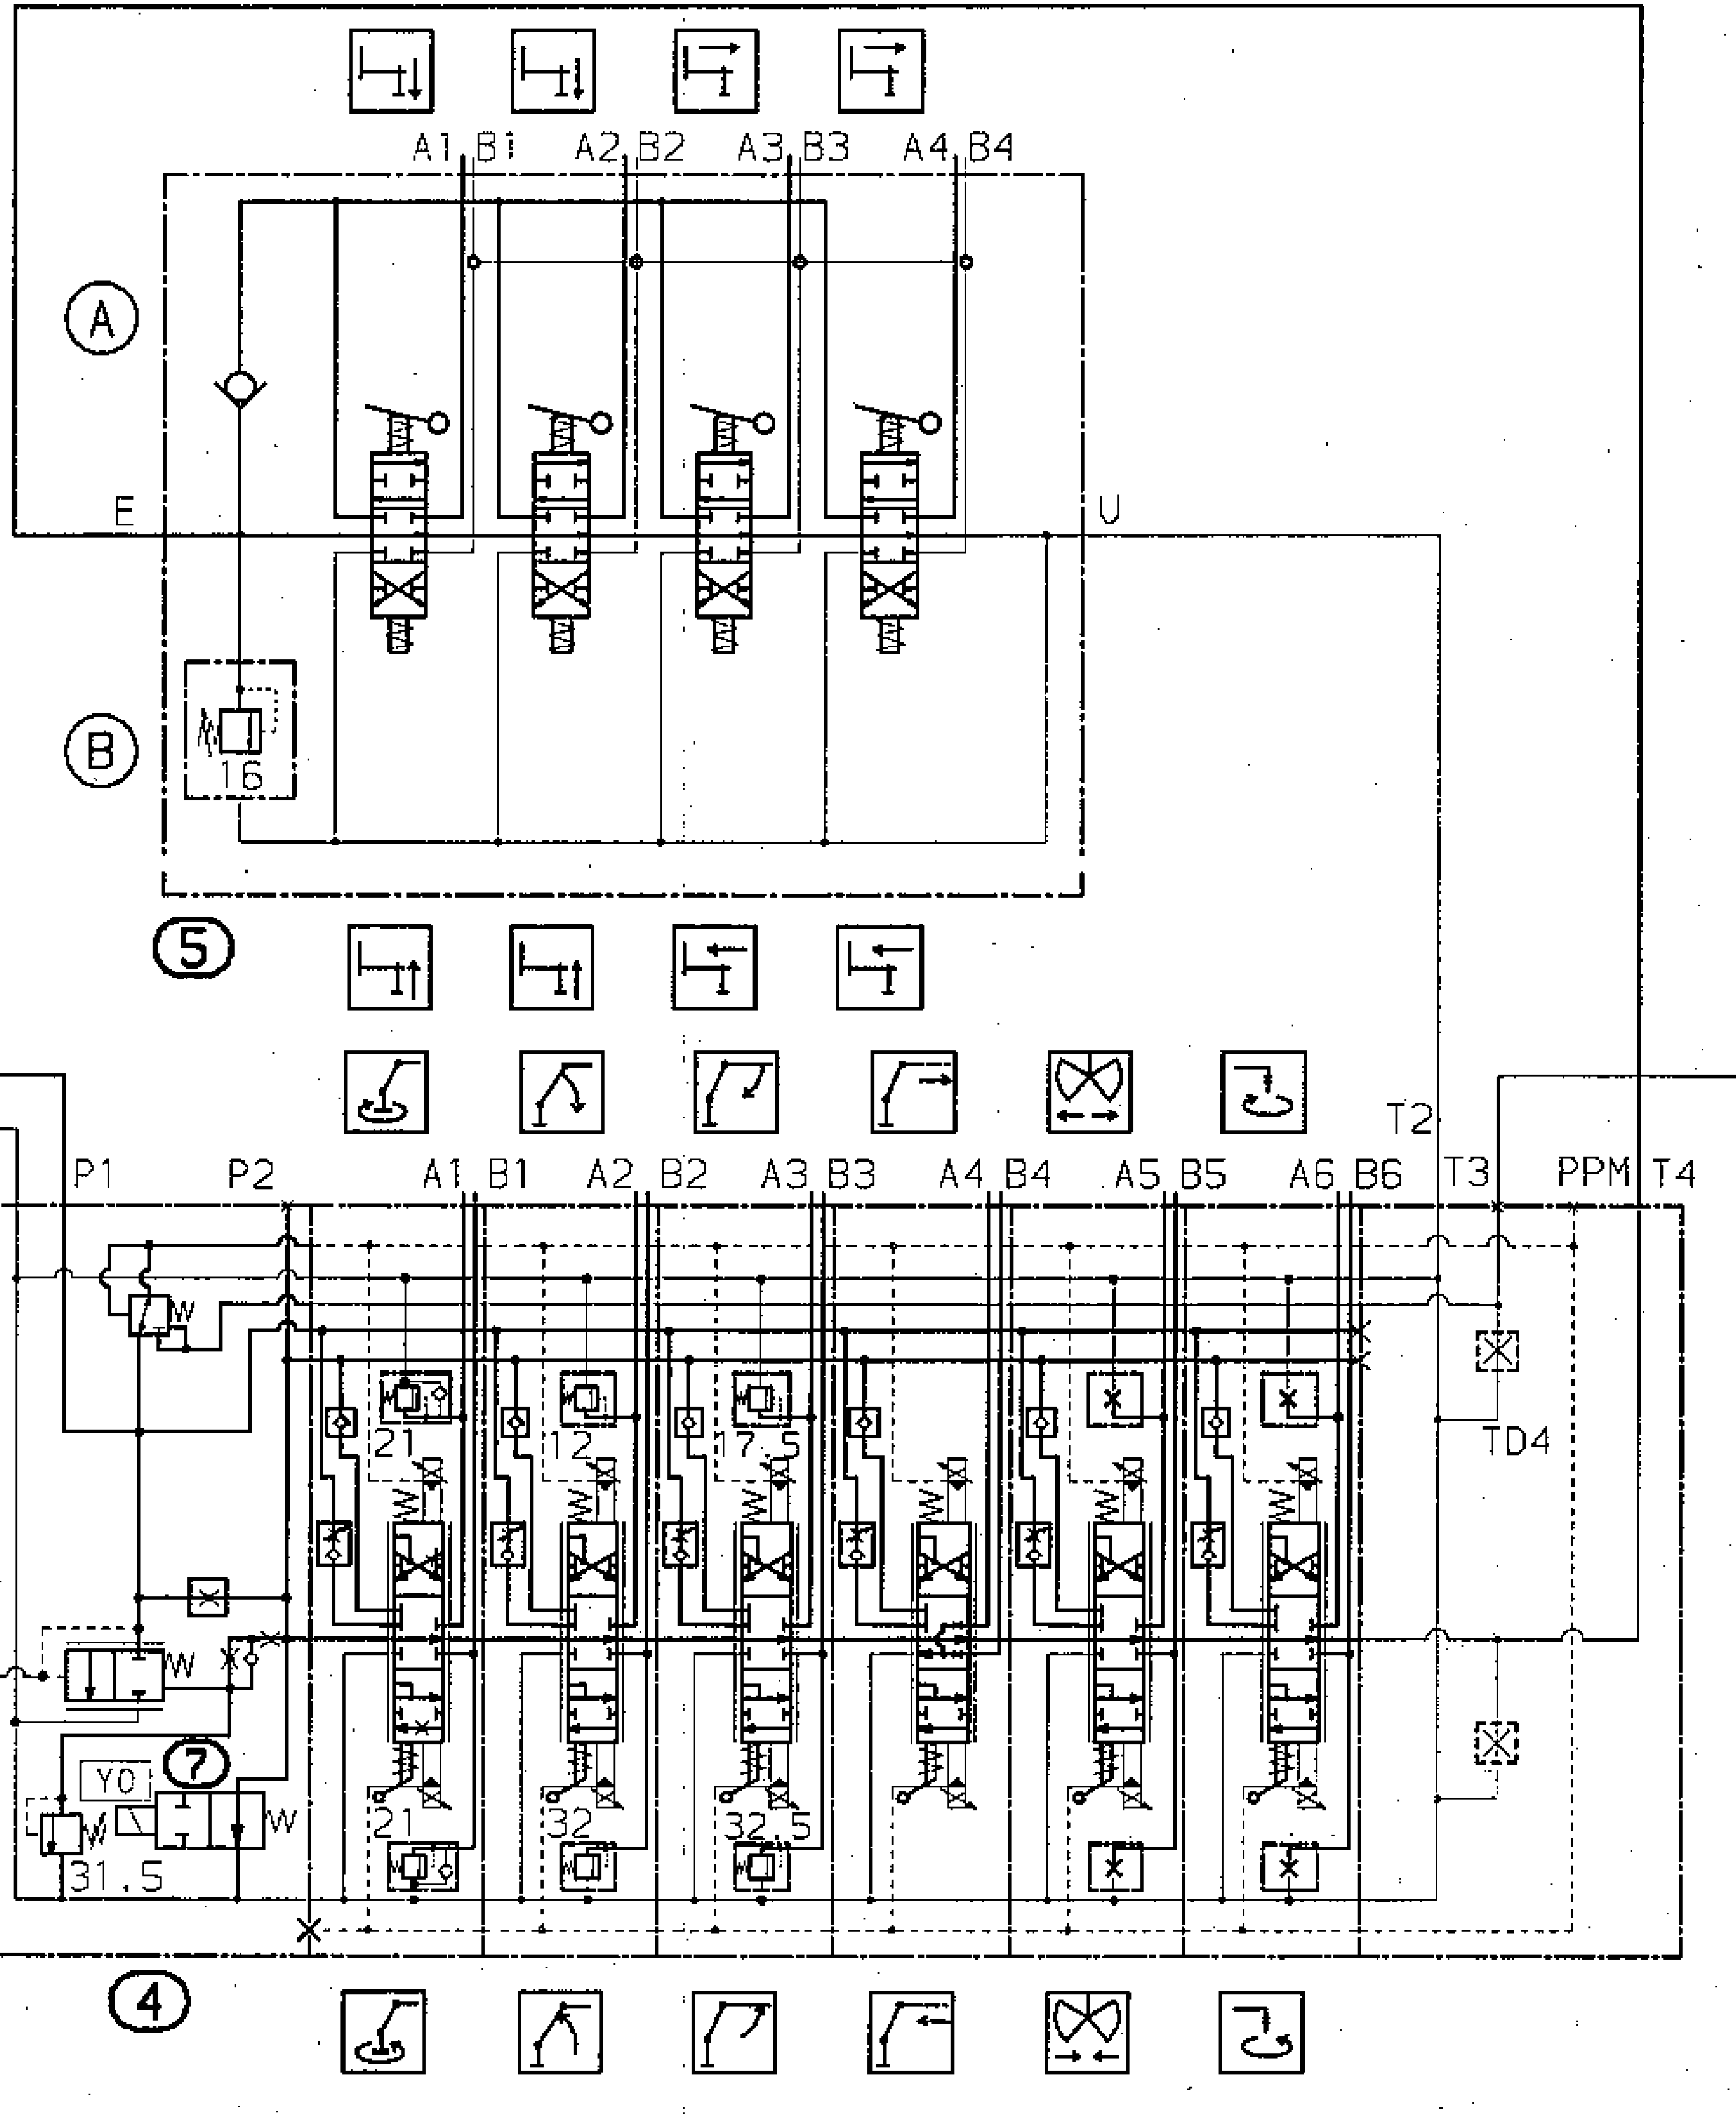 A1 B1 A2 B2 A3 B3 A4 B4
A
E U
B
16
5
T2
P1 P2 A1 B1 A2 B2 A3 B3 A4 B4 A5 B5 A6 B6 T3 PPM T4
21 12 17.5 TD4
7
Y0
21 32 32.5
31.5
4